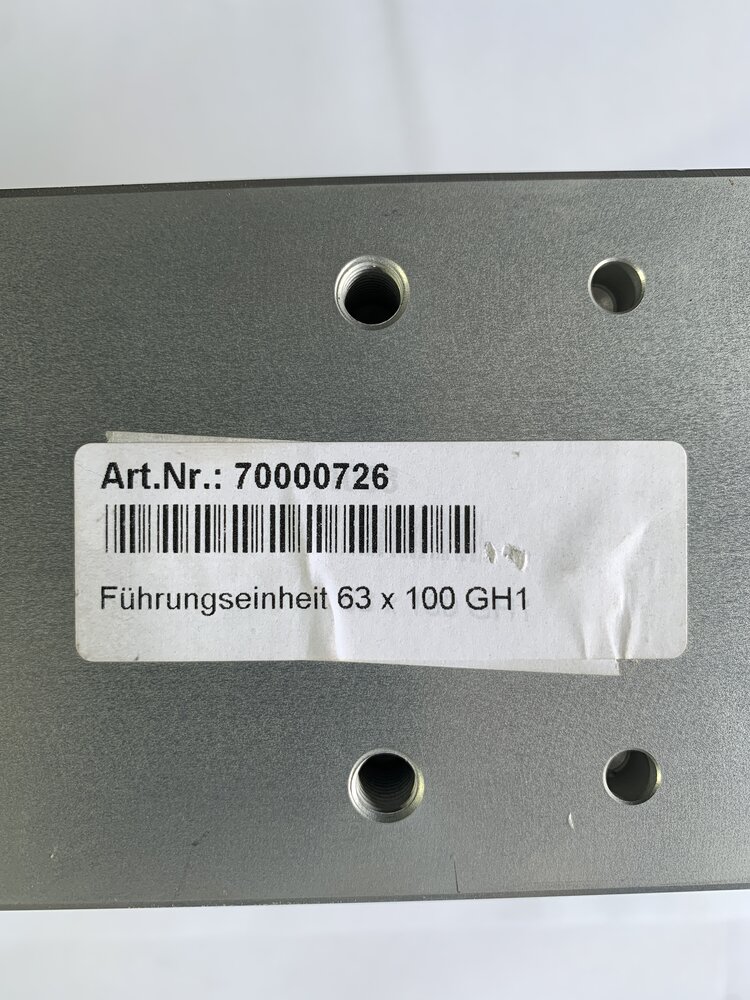 Art.Nr.: 70000726
Führungseinheit 63 x 100 GH1